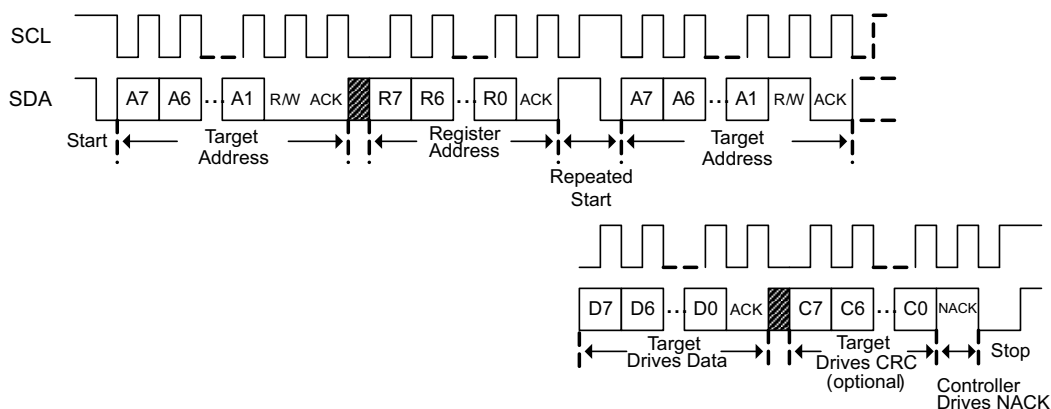 SCL
SDA A7 A6 ... A1 R/W ACK R7 R6 ... R0 ACK A7 A6 ... A1 R/W ACK
Start Target Address Register Address Repeated Start Target Address
D7 D6 ... D0 ACK C7 C6 ... C0 NACK
Target Drives Data Target Drives CRC (optional) Stop
Controller Drives NACK